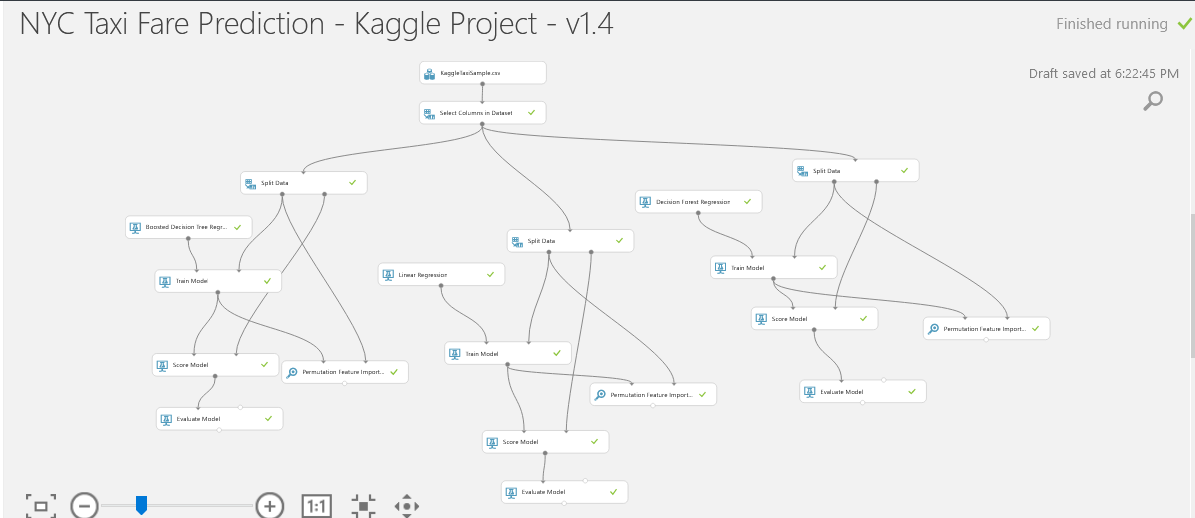 NYC Taxi Fare Prediction - Kaggle Project - v1.4
Finished running
Draft saved at 6:22:45 PM
KaggleTaxiSample.csv
Select Columns in Dataset
Split Data
Split Data
Decision Forest Regression
Boosted Decision Tree Regr...
Split Data
Linear Regression
Train Model
Train Model
Score Model
Permutation Feature Import...
Train Model
Score Model
Permutation Feature Import...
Permutation Feature Import...
Evaluate Model
Evaluate Model
Score Model
Evaluate Model
1:1